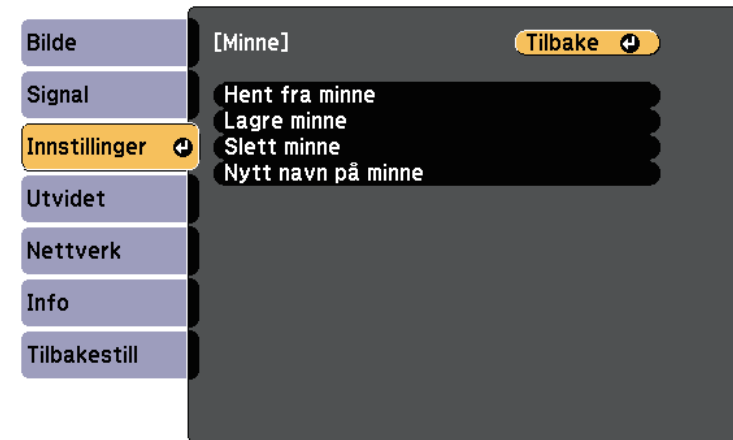 Bilde
Signal
Innstillinger
Utvidet
Nettverk
Info
Tilbakestill
[Minne]
Tilbake
Hent fra minne
Lagre minne
Slett minne
Nytt navn på minne